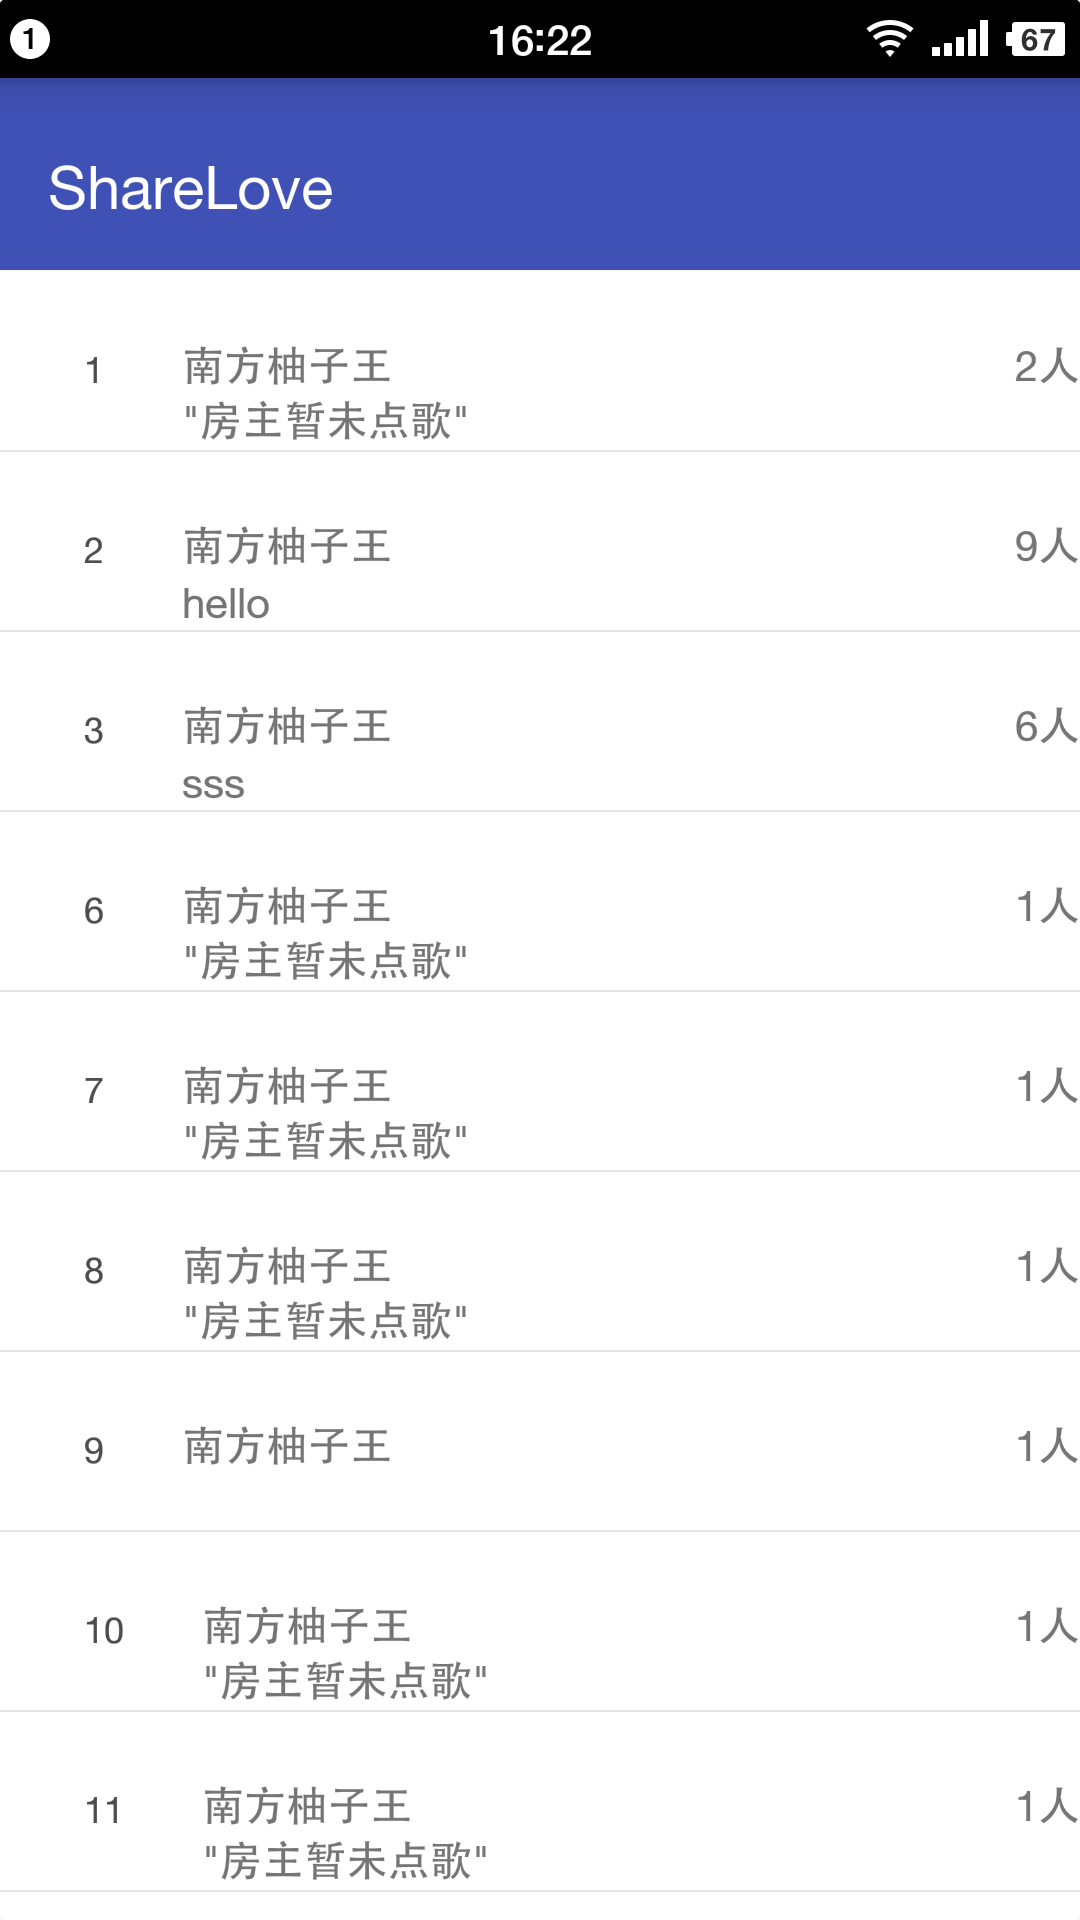 1 16:22 67
ShareLove
1 南方柚子王 2人
"房主暂未点歌"
2 南方柚子王 9人
hello
3 南方柚子王 6人
sss
6 南方柚子王 1人
"房主暂未点歌"
7 南方柚子王 1人
"房主暂未点歌"
8 南方柚子王 1人
"房主暂未点歌"
9 南方柚子王 1人
10 南方柚子王 1人
"房主暂未点歌"
11 南方柚子王 1人
"房主暂未点歌"